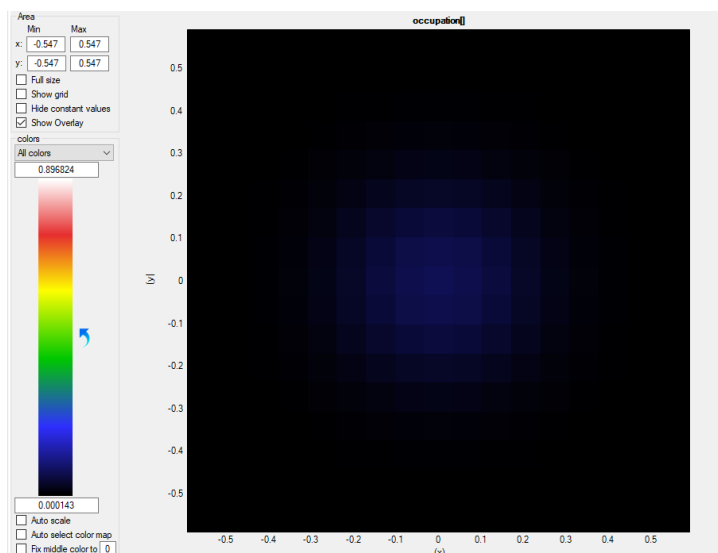 Area
Min Max
x: -0.547 0.547
y: -0.547 0.547
Full size
Show grid
Hide constant values
Show Overlay
colors
All colors
0.896824
0.000143
Auto scale
Auto select color map
Fix middle color to 0
occupation[]
0.5
0.4
0.3
0.2
0.1
0
-0.1
-0.2
-0.3
-0.4
-0.5
[y]
-0.5 -0.4 -0.3 -0.2 -0.1 0 0.1 0.2 0.3 0.4 0.5
(x)